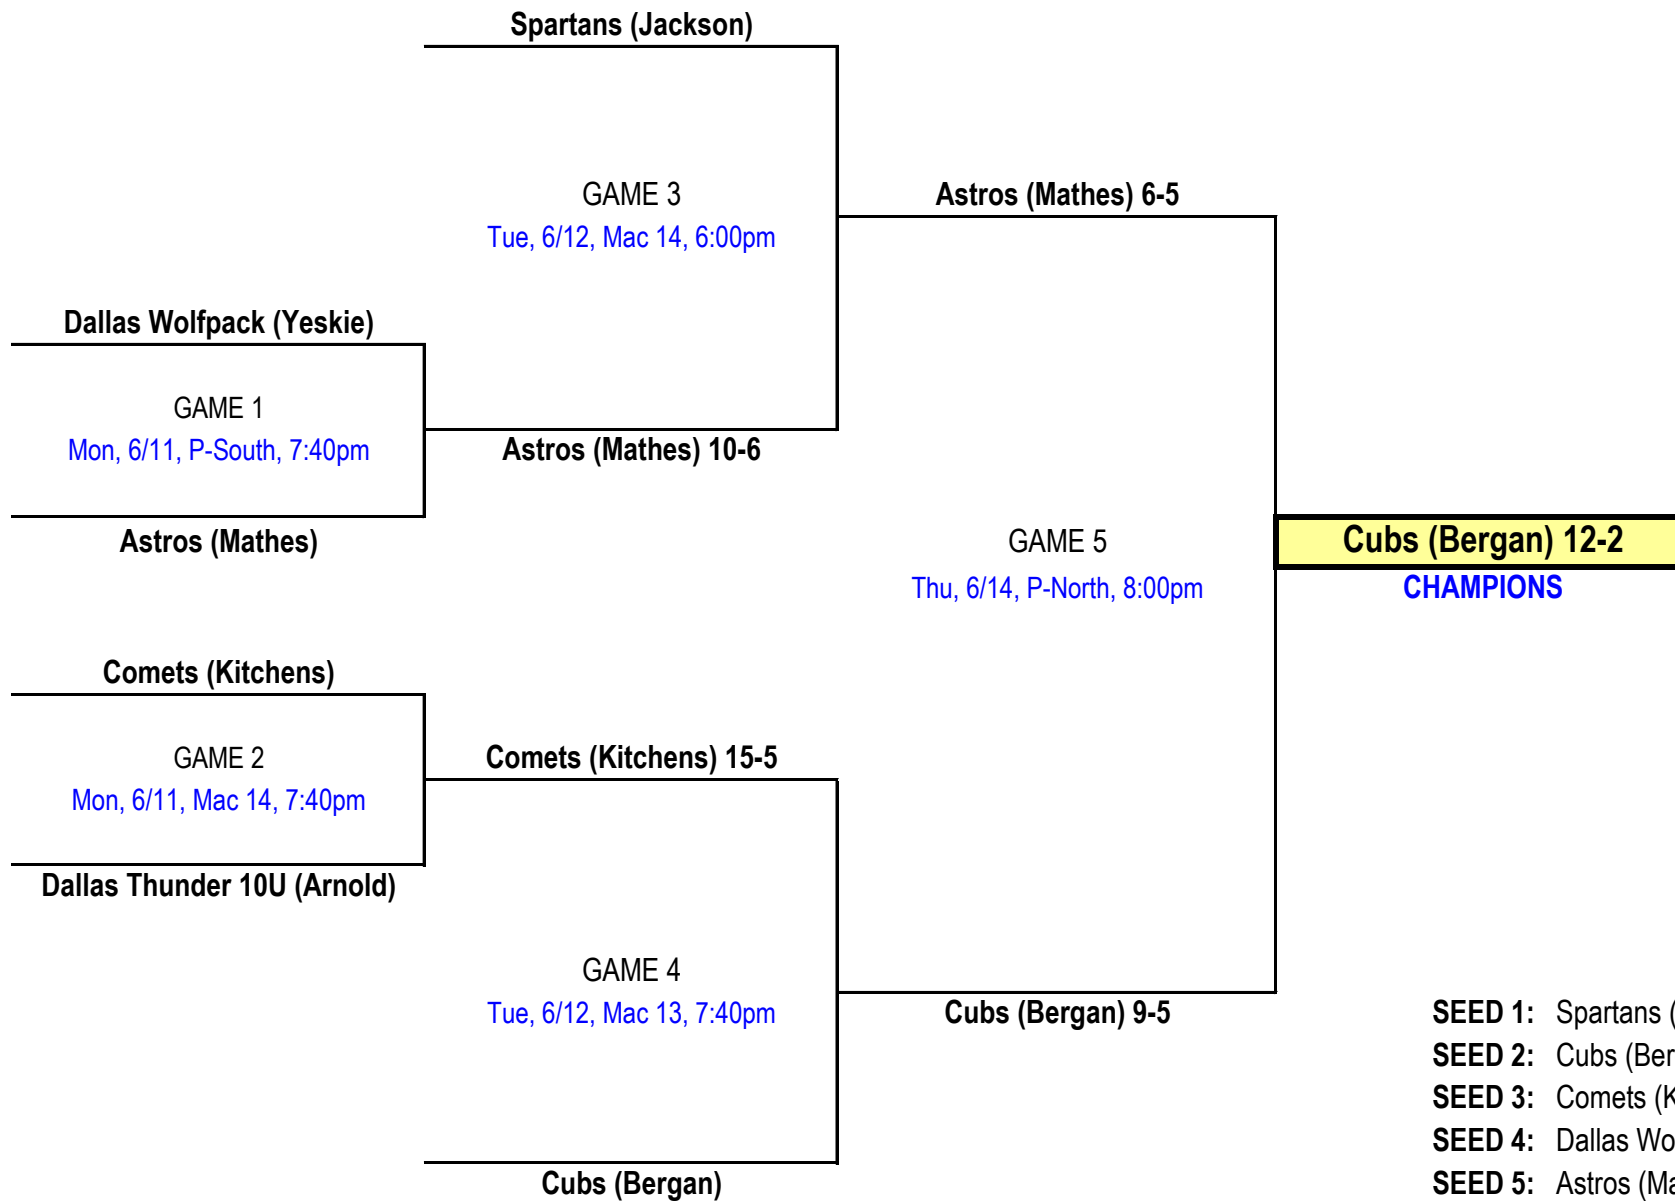 Spartans (Jackson)
GAME 3
Tue, 6/12, Mac 14, 6:00pm
Astros (Mathes) 6-5
Dallas Wolfpack (Yeskie)
GAME 1
Mon, 6/11, P-South, 7:40pm
Astros (Mathes) 10-6
Astros (Mathes)
GAME 5
Thu, 6/14, P-North, 8:00pm
Cubs (Bergan) 12-2
CHAMPIONS
Comets (Kitchens)
GAME 2
Mon, 6/11, Mac 14, 7:40pm
Comets (Kitchens) 15-5
Dallas Thunder 10U (Arnold)
GAME 4
Tue, 6/12, Mac 13, 7:40pm
Cubs (Bergan) 9-5
Cubs (Bergan)
SEED 1: Spartans (
SEED 2: Cubs (Ber
SEED 3: Comets (K
SEED 4: Dallas Wo
SEED 5: Astros (Ma